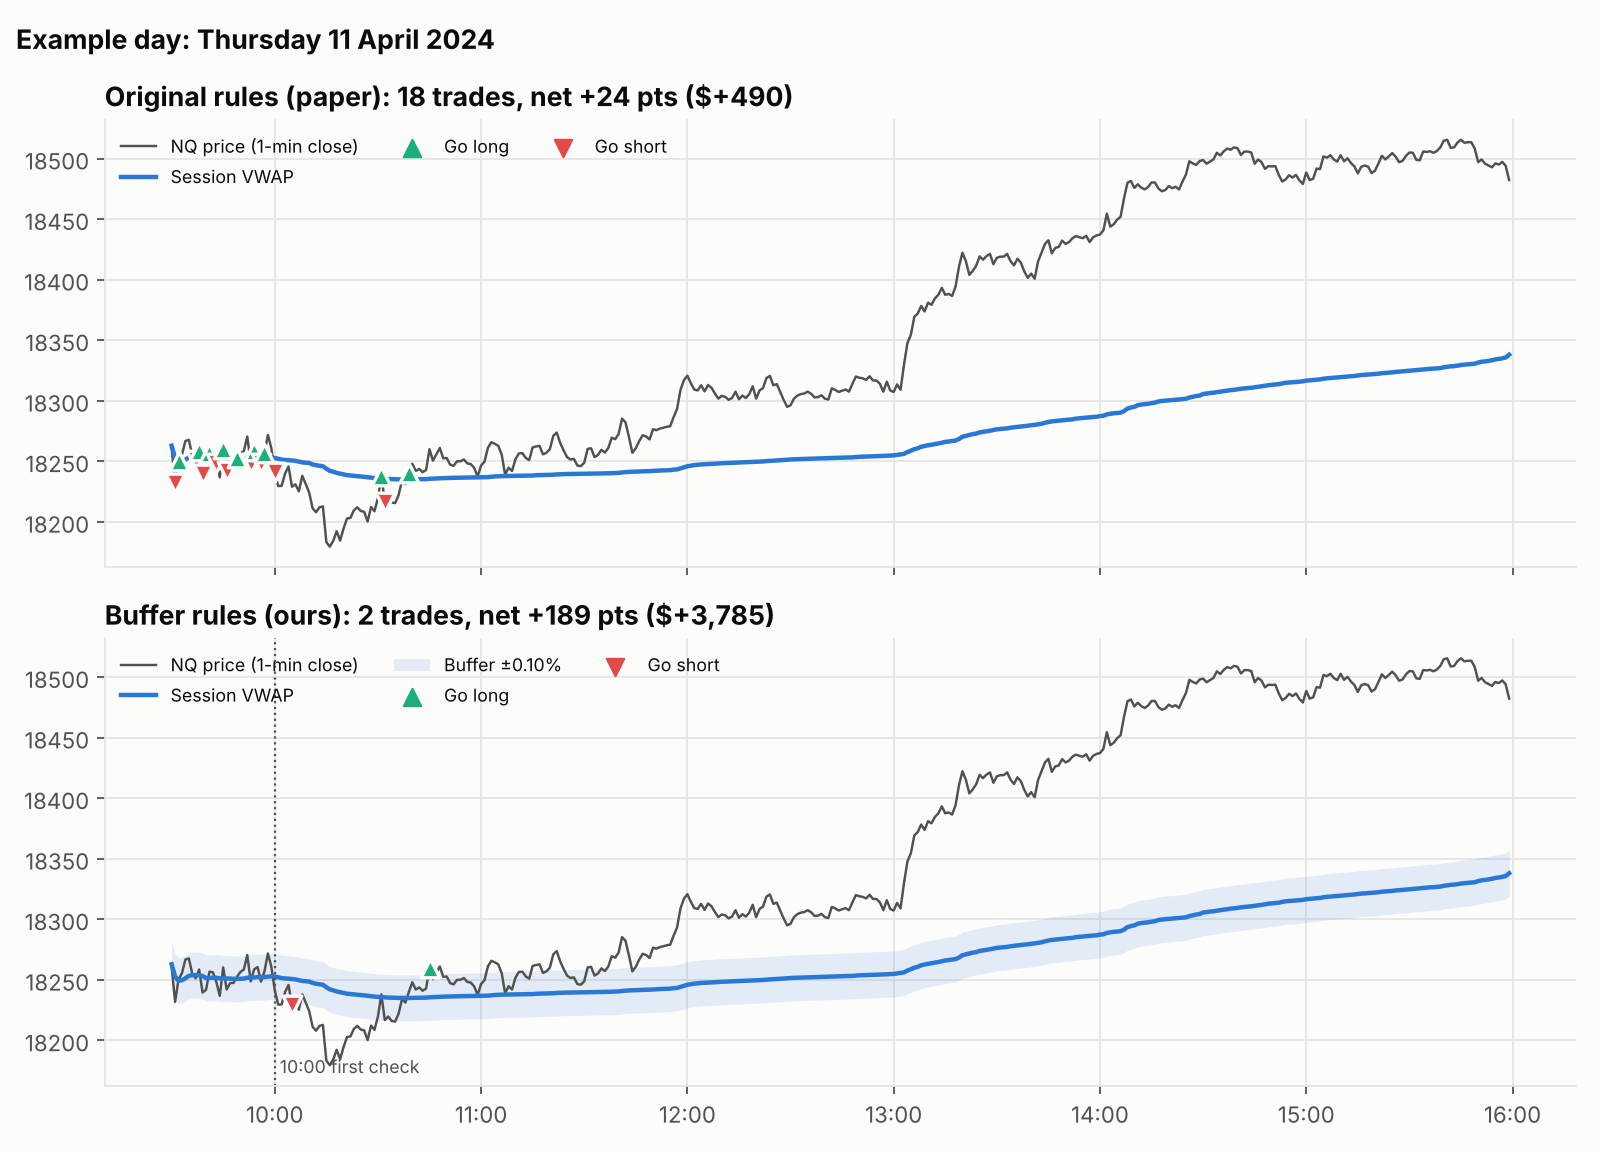 Example day: Thursday 11 April 2024
Original rules (paper): 18 trades, net +24 pts ($+490)
NQ price (1-min close) Go long Go short
Session VWAP
18500
18450
18400
18350
18300
18250
18200
Buffer rules (ours): 2 trades, net +189 pts ($+3,785)
NQ price (1-min close) Buffer ±0.10% Go short
Session VWAP Go long
18500
18450
18400
18350
18300
18250
18200
10:00 first check
10:00 11:00 12:00 13:00 14:00 15:00 16:00